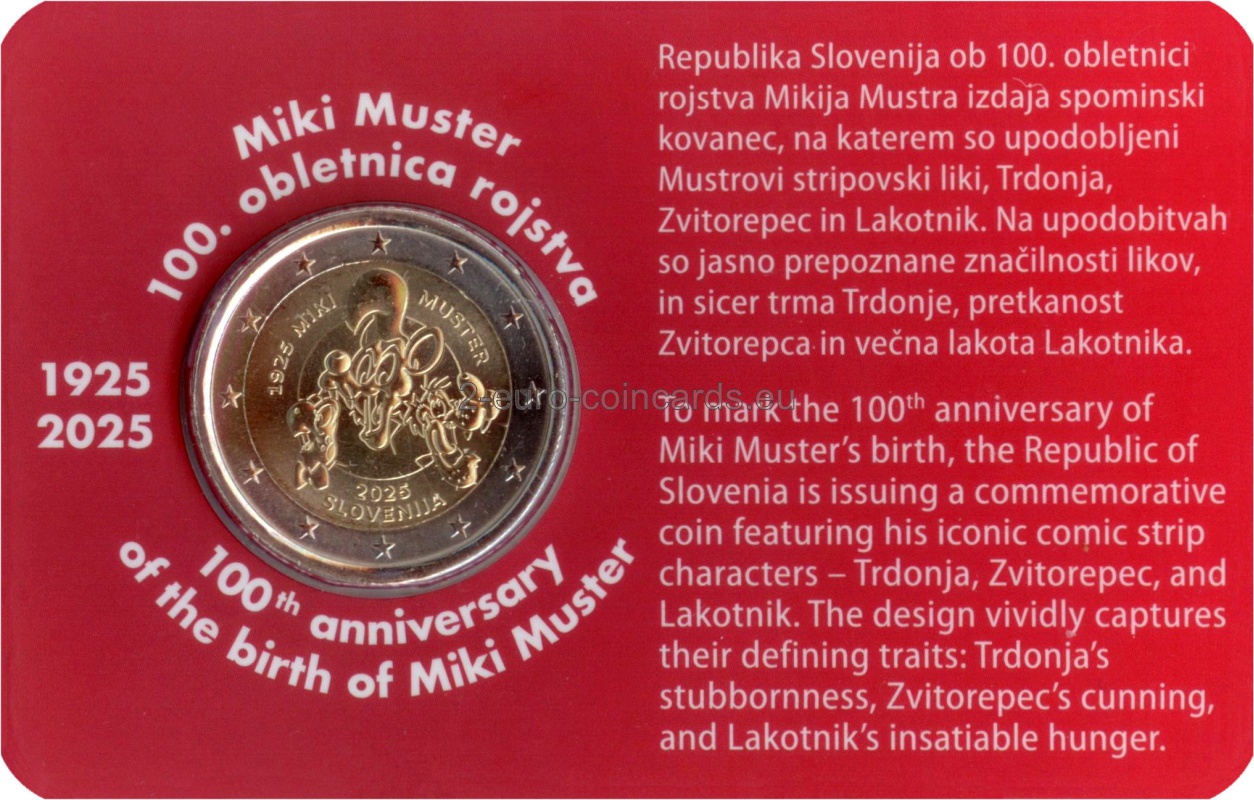 Miki Muster
100. obletnica rojstva
1925
2025
1925 MIKI MUSTER
2025
SLOVENIJA
100th anniversary
of the birth of Miki Muster
Republika Slovenija ob 100. obletnici
rojstva Mikija Mustra izdaja spominski
kovanec, na katerem so upodobljeni
Mustrovi stripovski liki, Trdonja,
Zvitorepec in Lakotnik. Na upodobitvah
so jasno prepoznane značilnosti likov,
in sicer trma Trdonje, pretkanost
Zvitorepca in večna lakota Lakotnika.
2-euro-coincards.eu
To mark the 100th anniversary of
Miki Muster’s birth, the Republic of
Slovenia is issuing a commemorative
coin featuring his iconic comic strip
characters – Trdonja, Zvitorepec, and
Lakotnik. The design vividly captures
their defining traits: Trdonja’s
stubbornness, Zvitorepec’s cunning,
and Lakotnik’s insatiable hunger.